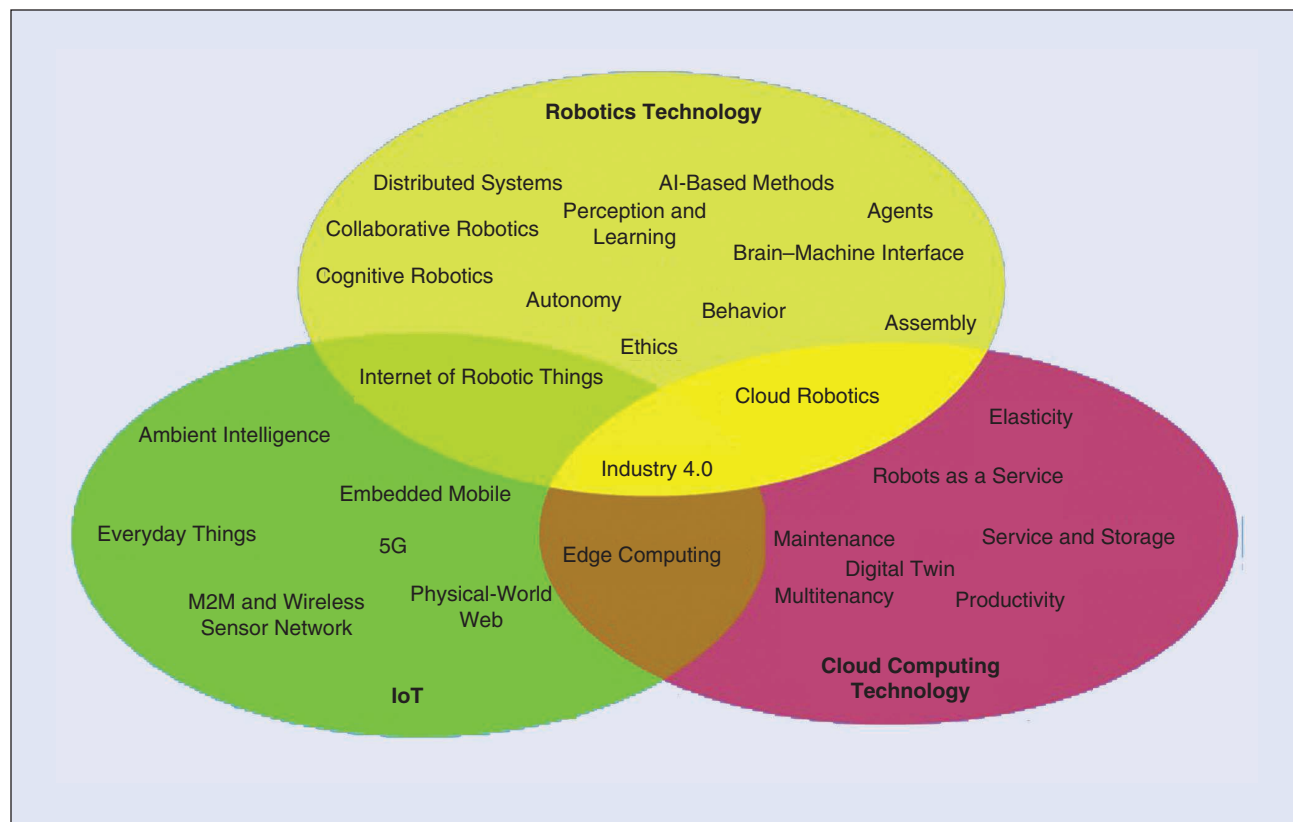 Robotics Technology
Distributed Systems
AI-Based Methods
Perception and
Learning
Agents
Collaborative Robotics
Brain–Machine Interface
Cognitive Robotics
Autonomy
Behavior
Assembly
Ethics
Internet of Robotic Things
Cloud Robotics
Industry 4.0
Ambient Intelligence
Embedded Mobile
Everyday Things
5G
M2M and Wireless
Sensor Network
Physical-World
Web
IoT
Edge Computing
Elasticity
Robots as a Service
Maintenance
Service and Storage
Digital Twin
Multitenancy
Productivity
Cloud Computing
Technology